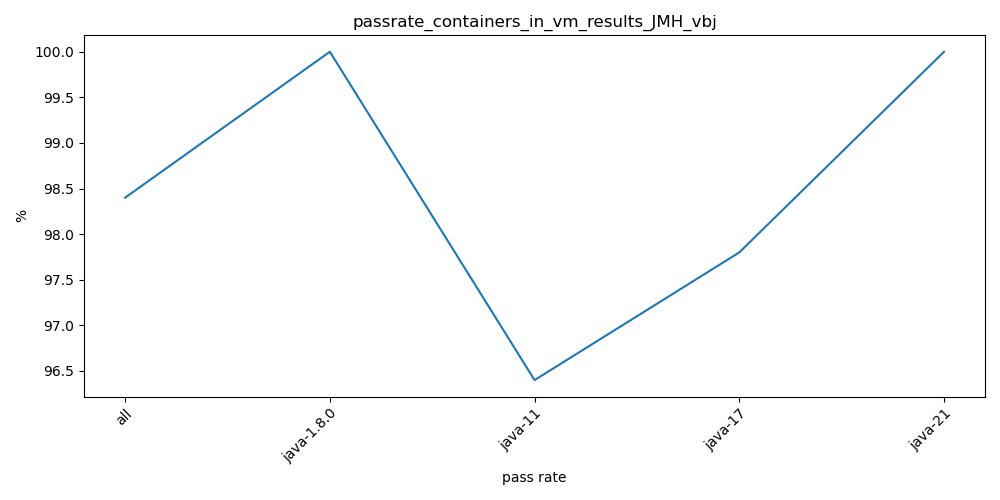 passrate_containers_in_vm_results_JMH_vbj
100.0
99.5
99.0
98.5
98.0
97.5
97.0
96.5
%
all
java-1.8.0
java-11
java-17
java-21
pass rate